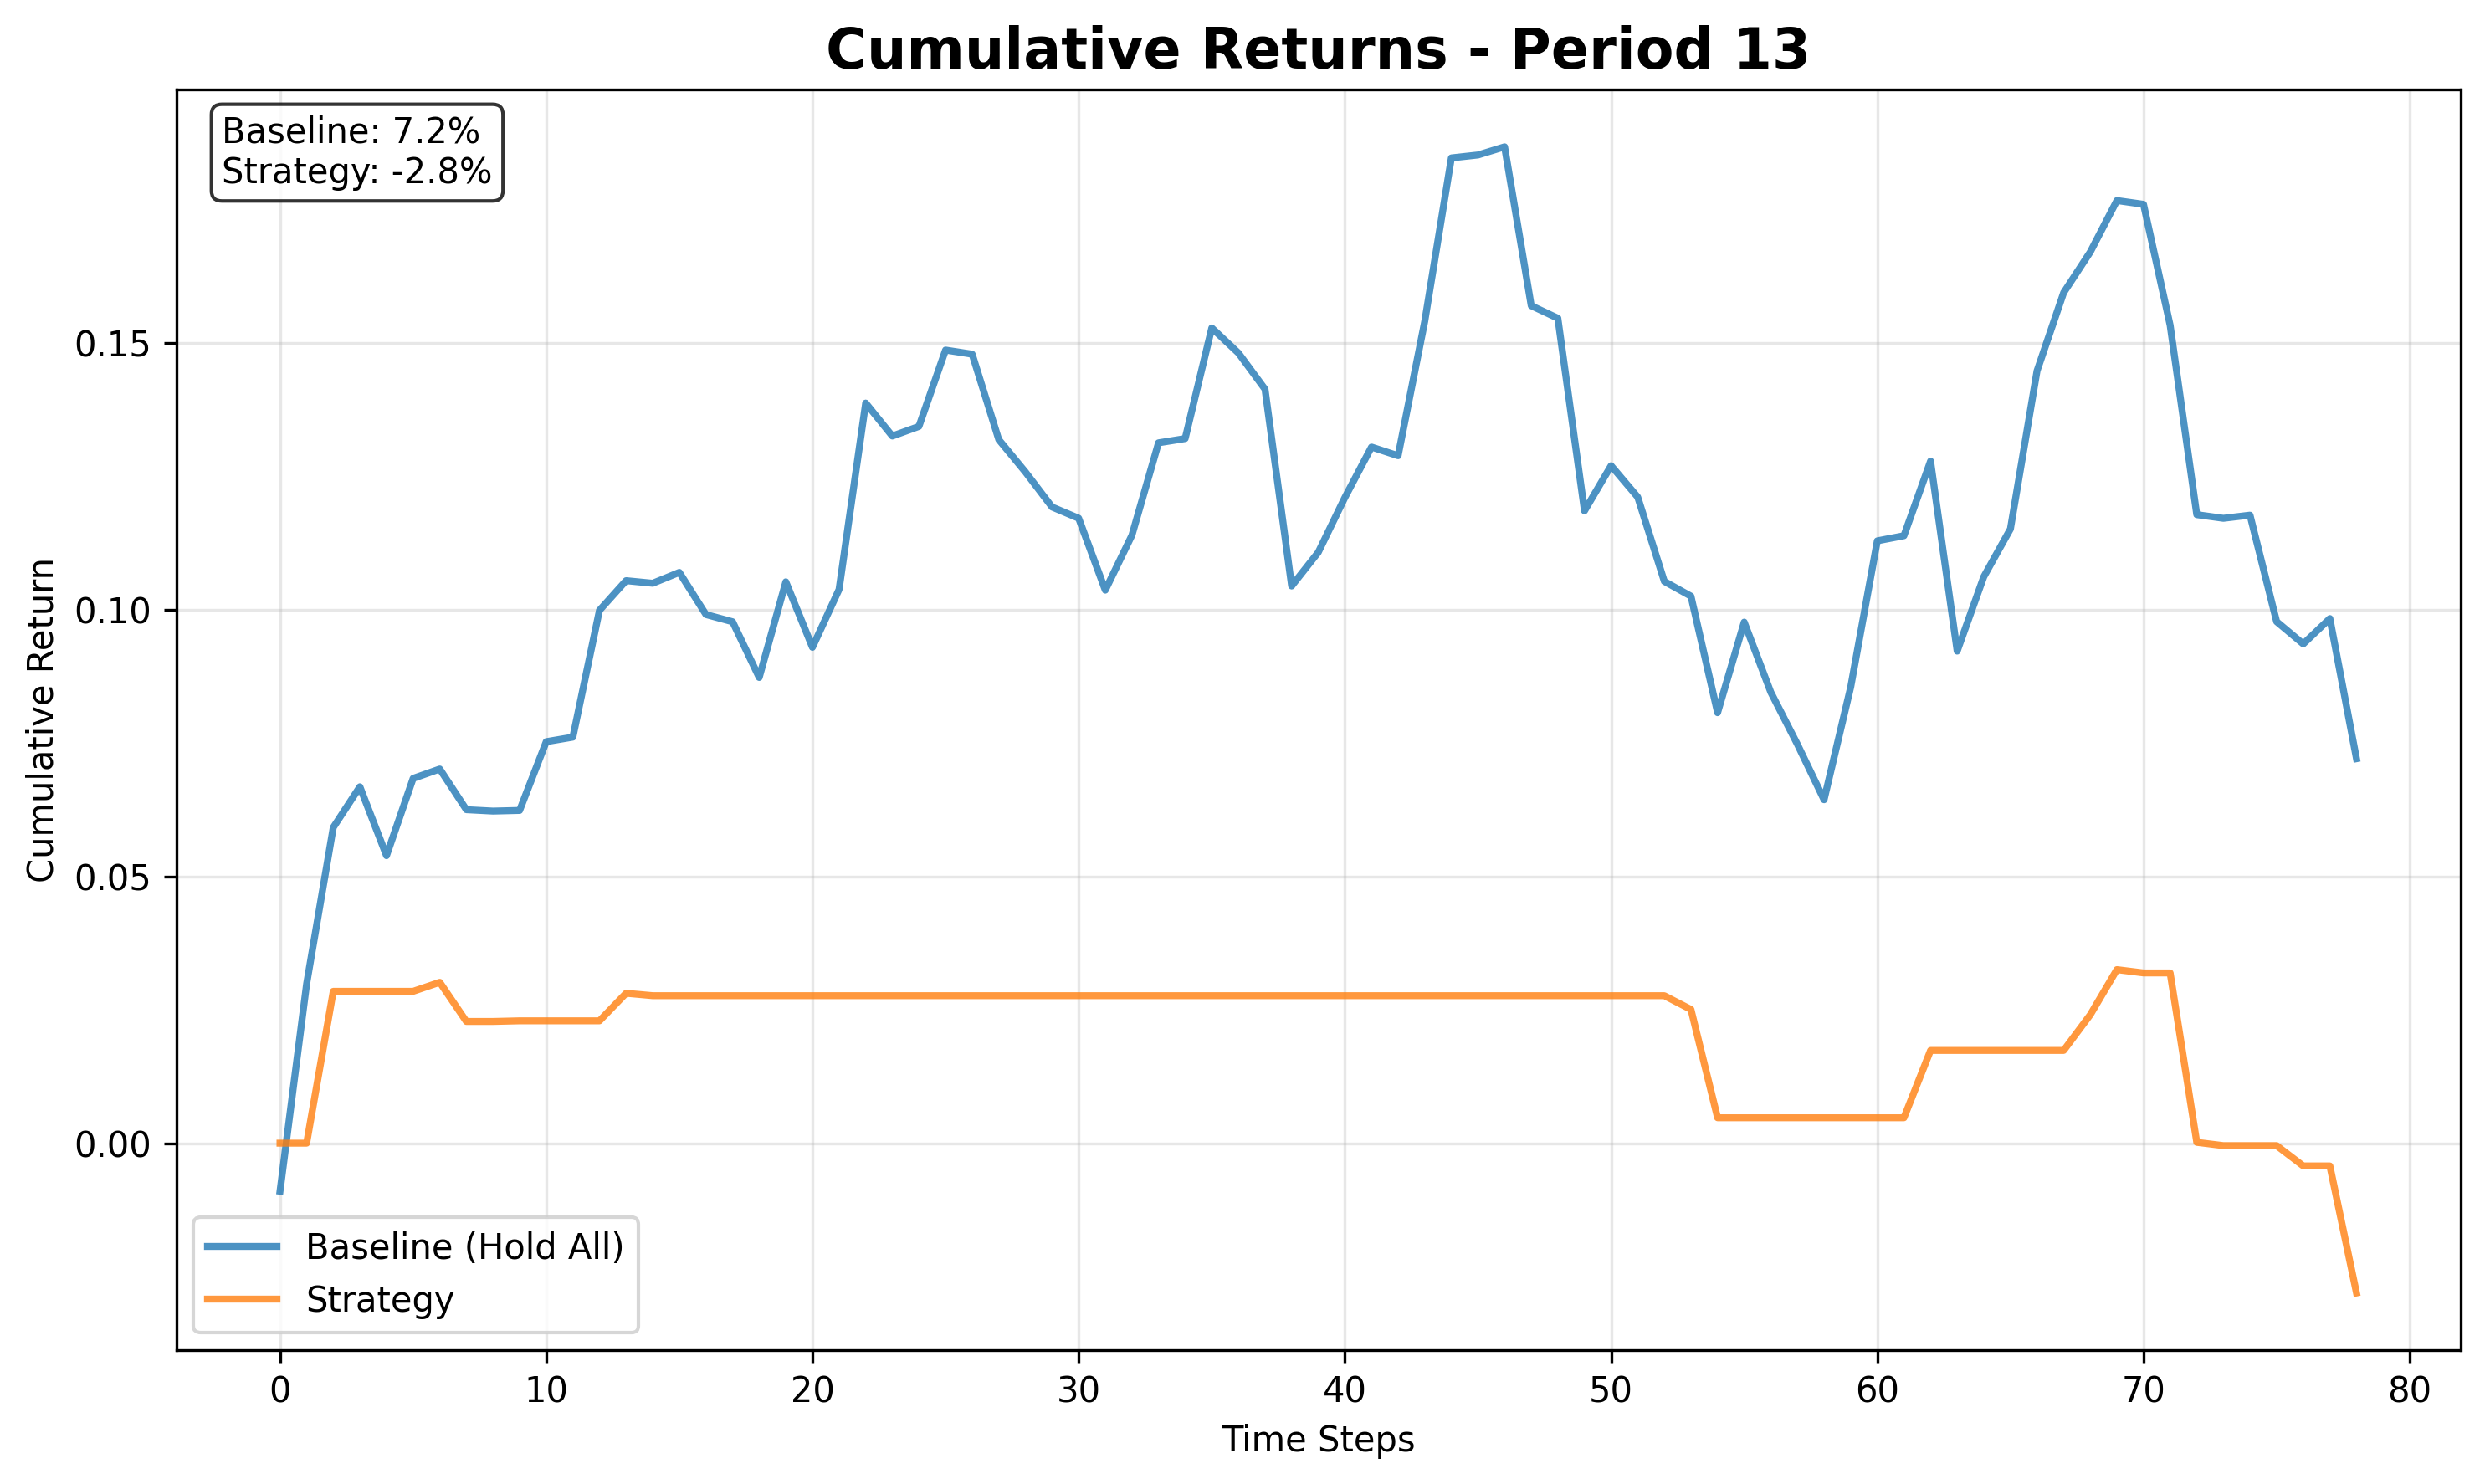 Cumulative Returns - Period 13
Baseline: 7.2%
Strategy: -2.8%
Cumulative Return
0.15
0.10
0.05
0.00
Baseline (Hold All)
Strategy
0 10 20 30 40 50 60 70 80
Time Steps